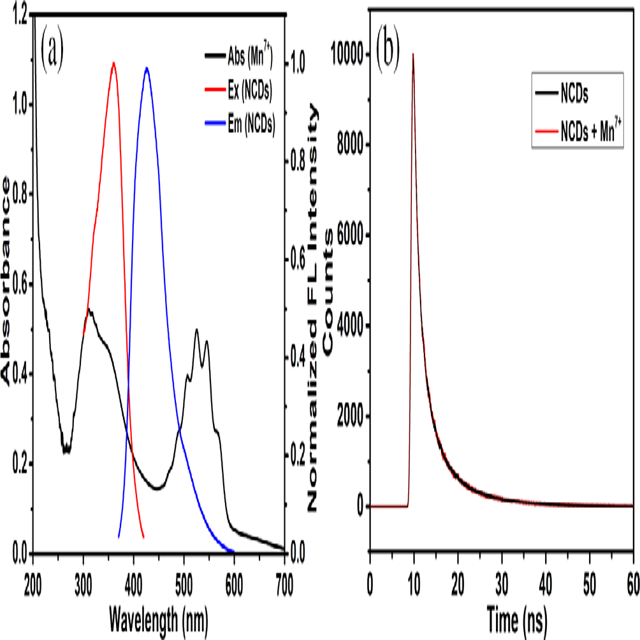 (a)
Abs (Mn7+)
Ex (NCDs)
Em (NCDs)
1.2
1.0
0.8
0.6
0.4
0.2
0.0
Absorbance
200 300 400 500 600 700
Wavelength (nm)
1.0
0.8
0.6
0.4
0.2
0.0
Normalized FL Intensity
(b)
NCDs
NCDs + Mn7+
10000
8000
6000
4000
2000
0
Counts
0 10 20 30 40 50 60
Time (ns)